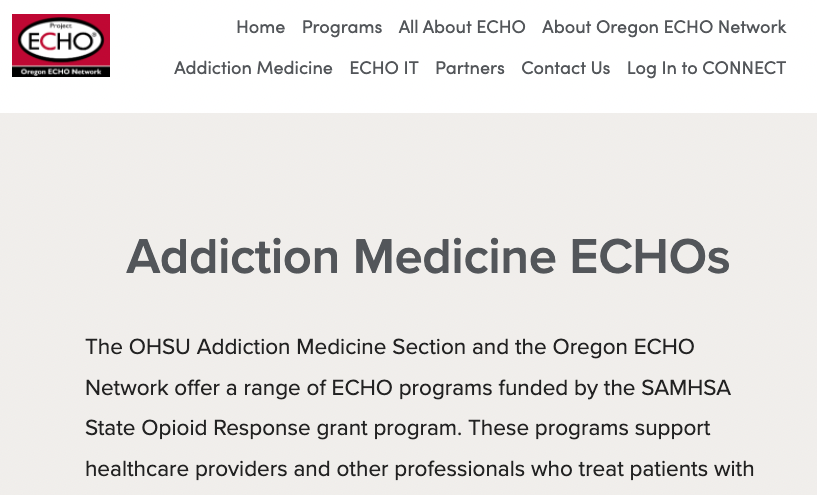 Project
ECHO®
Oregon ECHO Network
Home Programs All About ECHO About Oregon ECHO Network
Addiction Medicine ECHO IT Partners Contact Us Log In to CONNECT
Addiction Medicine ECHOs
The OHSU Addiction Medicine Section and the Oregon ECHO
Network offer a range of ECHO programs funded by the SAMHSA
State Opioid Response grant program. These programs support
healthcare providers and other professionals who treat patients with